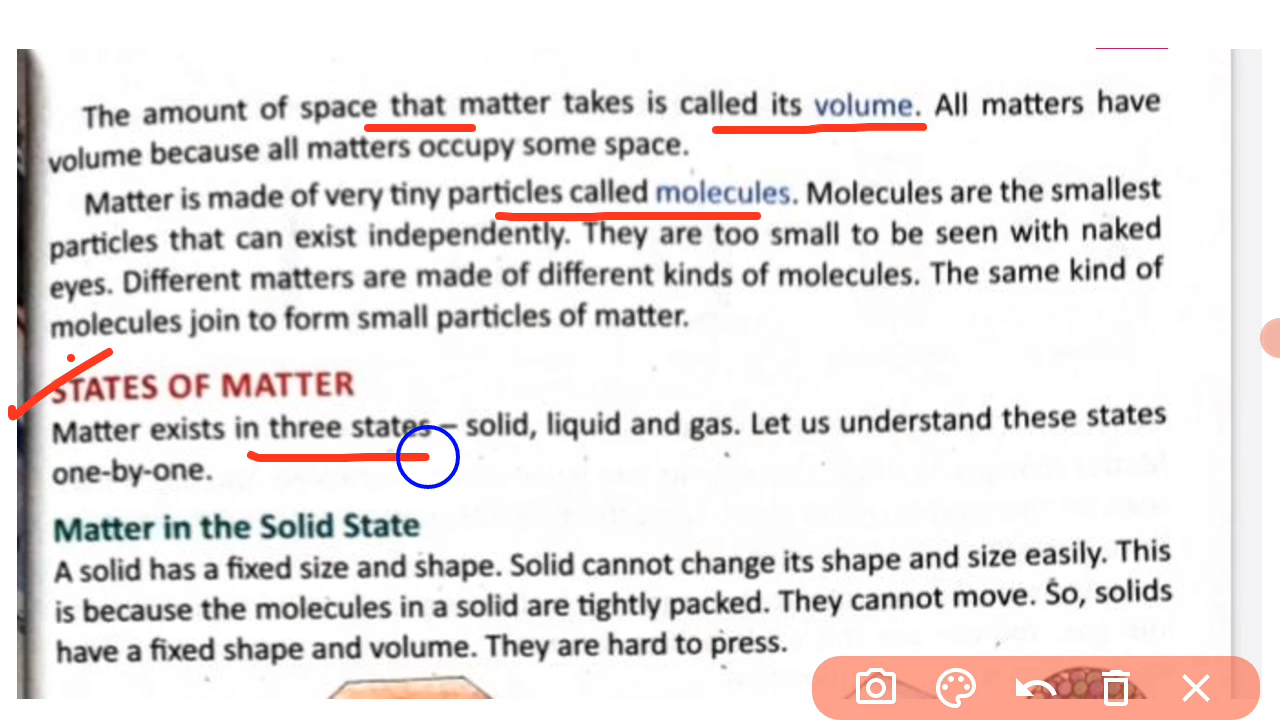 The amount of space that matter takes is called its volume. All matters have
volume because all matters occupy some space.
Matter is made of very tiny particles called molecules. Molecules are the smallest
particles that can exist independently. They are too small to be seen with naked
eyes. Different matters are made of different kinds of molecules. The same kind of
molecules join to form small particles of matter.
STATES OF MATTER
Matter exists in three states – solid, liquid and gas. Let us understand these states
one-by-one.
Matter in the Solid State
A solid has a fixed size and shape. Solid cannot change its shape and size easily. This
is because the molecules in a solid are tightly packed. They cannot move. So, solids
have a fixed shape and volume. They are hard to press.